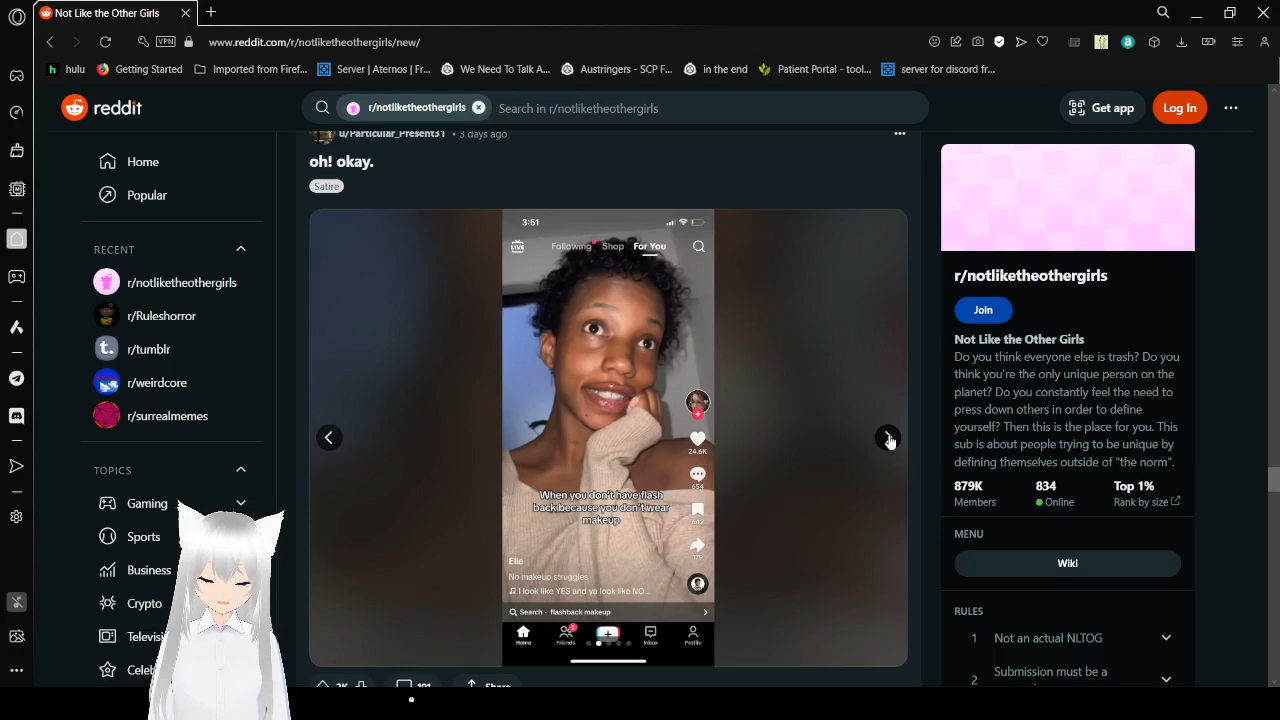 Not Like the Other Girls
VPN
www.reddit.com/r/notliketheothergirls/new/
hulu
Getting Started
Imported from Firef...
Server | Aternos | Fr...
We Need To Talk A...
Austringers - SCP F...
in the end
Patient Portal - tool...
server for discord fr...
reddit
r/notliketheothergirls
Search in r/notliketheothergirls
Get app
Log In
Home
Popular
RECENT
r/notliketheothergirls
r/Ruleshorror
r/tumblr
r/weirdcore
r/surrealmemes
TOPICS
Gaming
Sports
Business
Crypto
u/Particular_Present31 • 3 days ago
oh! okay.
Satire
3:51
LIVE
Following
Shop
For You
24.6K
654
When you don't have flash
back because you don't wear
makeup
Elle
No makeup struggles
I look like YES and ya look like NO...
Search · flashback makeup
Home
Friends
Inbox
Profile
r/notliketheothergirls
Join
Not Like the Other Girls
Do you think everyone else is trash? Do you
think you're the only unique person on the
planet? Do you constantly feel the need to
press down others in order to define
yourself? Then this is the place for you. This
sub is about people trying to be unique by
defining themselves outside of "the norm".
879K
Members
834
Online
Top 1%
Rank by size
MENU
Wiki
RULES
1
Not an actual NLTOG
2
Submission must be a